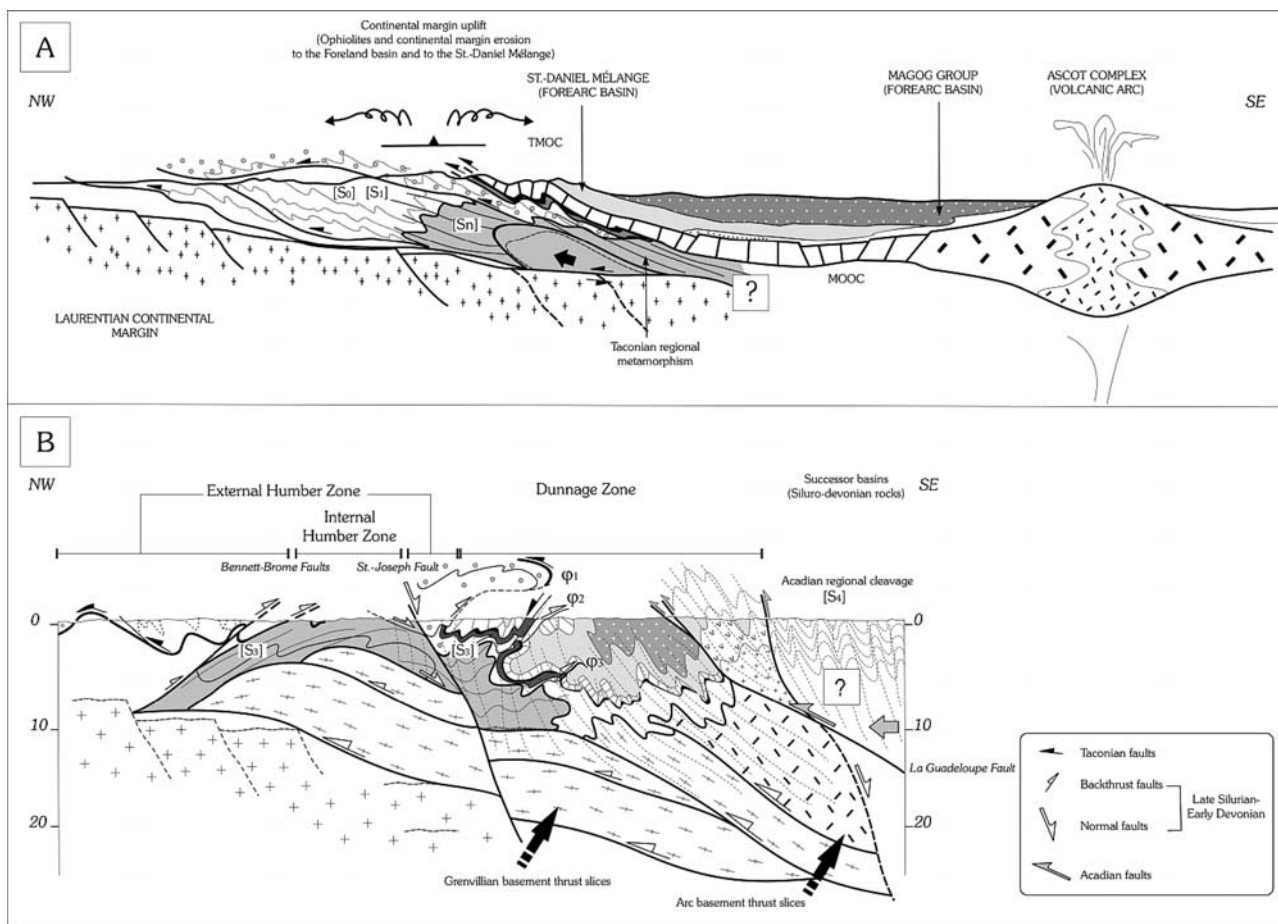 A
Continental margin uplift
(Ophiolites and continental margin erosion
to the Foreland basin and to the St.-Daniel Mélange)
NW
ST.-DANIEL MÉLANGE
(FOREARC BASIN)
MAGOG GROUP
(FOREARC BASIN)
ASCOT COMPLEX
(VOLCANIC ARC)
SE
TMOC
[S0] [S1]
[Sn]
?
MOOC
LAURENTIAN CONTINENTAL
MARGIN
Taconian regional
metamorphism
B
NW
External Humber Zone
Dunnage Zone
Successor basins
(Siluro-devonian rocks)
SE
Internal
Humber Zone
Bennett-Brome Faults
St.-Joseph Fault
φ1
φ2
Acadian regional cleavage
[S4]
0
0
[S3]
[S3]
φ3
?
10
10
La Guadeloupe Fault
20
20
Grenvillian basement thrust slices
Arc basement thrust slices
Taconian faults
Backthrust faults
Late Silurian-
Early Devonian
Normal faults
Acadian faults